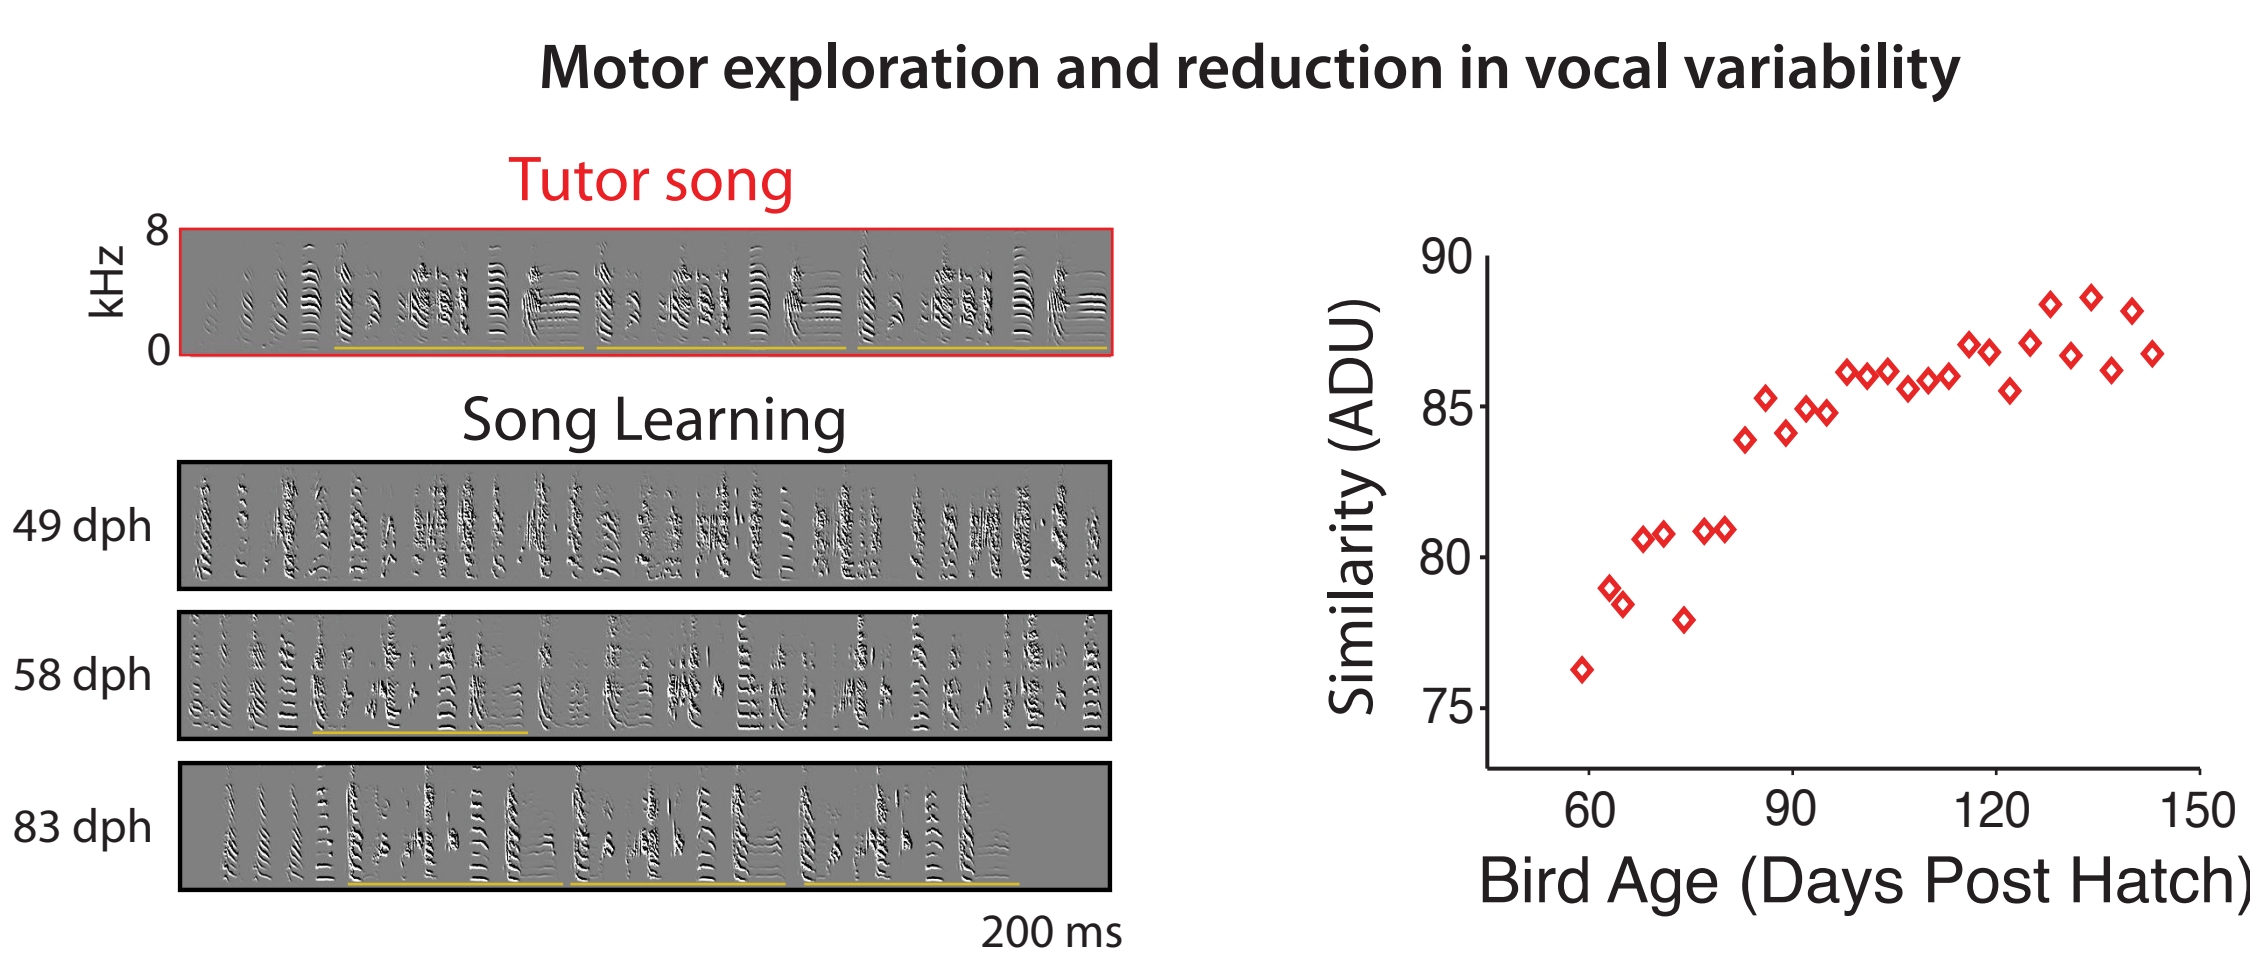 Motor exploration and reduction in vocal variability
Tutor song
8
kHz
0
Song Learning
49 dph
58 dph
83 dph
200 ms
90
85
80
75
Similarity (ADU)
60 90 120 150
Bird Age (Days Post Hatch)